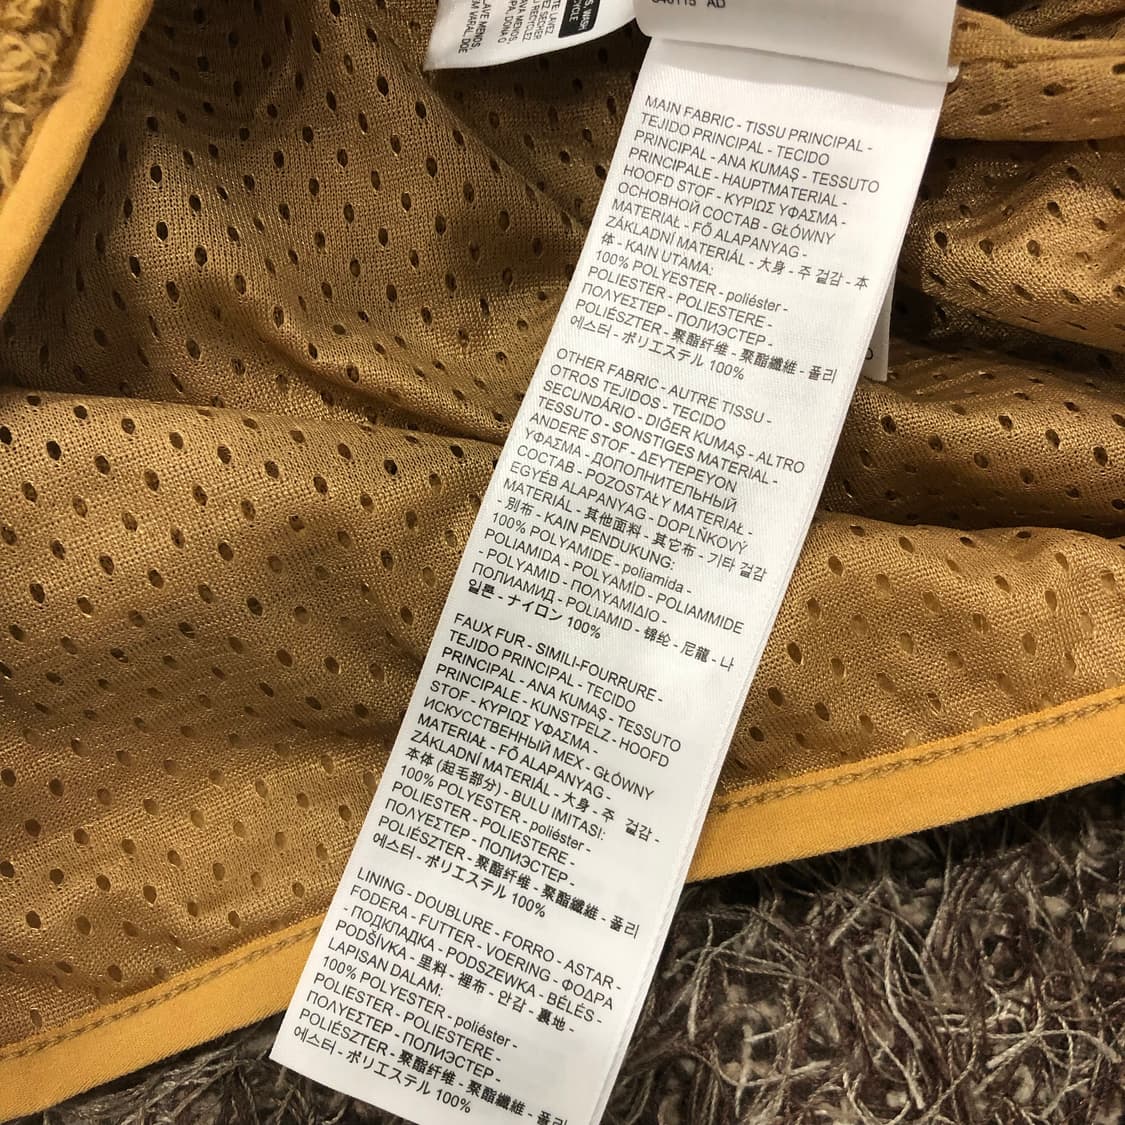 MAIN FABRIC - TISSU PRINCIPAL -
TEJIDO PRINCIPAL - TECIDO
PRINCIPAL - ANA KUMAŞ - TESSUTO
PRINCIPALE - HAUPTMATERIAL -
HOOFD STOF - ΚΥΡΙΩΣ ΥΦΑΣΜΑ -
ОСНОВНОЙ СОСТАВ - GŁÓWNY
MATERIAŁ - FŐ ALAPANYAG -
ZÁKLADNÍ MATERIÁL - 大身 - 주 겉감 - 本
体 - KAIN UTAMA:
100% POLYESTER - poliéster -
POLIESTER - POLIESTERE -
ΠΟΛΥΕΣΤΕΡ - ПОЛИЭСТЕР -
POLIÉSZTER - 聚酯纤维 - 聚酯纖維 - 폴리
에스터 - ポリエステル 100%
OTHER FABRIC - AUTRE TISSU -
OTROS TEJIDOS - TECIDO
SECUNDÁRIO - DIĞER KUMAŞ - ALTRO
TESSUTO - SONSTIGES MATERIAL -
ANDERE STOF - ΔΕΥΤΕΡΕΥΟΝ
ΥΦΑΣΜΑ - ДОПОЛНИТЕЛЬНЫЙ
СОСТАВ - POZOSTAŁY MATERIAŁ -
EGYÉB ALAPANYAG - DOPLŇKOVÝ
MATERIÁL - 其他面料 - 其它布 - 기타 겉감
- 別布 - KAIN PENDUKUNG:
100% POLYAMIDE - poliamida -
POLIAMIDA - POLYAMİD - POLIAMMIDE
- POLYAMID - ΠΟΛΥΑΜΙΔΙΟ -
ПОЛИАМИД - POLIAMID - 锦纶 - 尼龍 - 나
일론 - ナイロン 100%
FAUX FUR - SIMILI-FOURRURE -
TEJIDO PRINCIPAL - TECIDO
PRINCIPAL - ANA KUMAŞ - TESSUTO
PRINCIPALE - KUNSTPELZ - HOOFD
STOF - ΚΥΡΙΩΣ ΥΦΑΣΜΑ -
ИСКУССТВЕННЫЙ МЕХ - GŁÓWNY
MATERIAŁ - FŐ ALAPANYAG -
ZÁKLADNÍ MATERIÁL - 大身 - 주 겉감 -
本体 (起毛部分) - BULU IMITASI:
100% POLYESTER - poliéster -
POLIESTER - POLIESTERE -
ΠΟΛΥΕΣΤΕΡ - ПОЛИЭСТЕР -
POLIÉSZTER - 聚酯纤维 - 聚酯纖維 - 폴리
에스터 - ポリエステル 100%
LINING - DOUBLURE - FORRO - ASTAR -
FODERA - FUTTER - VOERING - ΦΟΔΡΑ
- ПОДКЛАДКА - PODSZEWKA - BÉLÉS -
PODŠÍVKA - 里料 - 裡布 - 안감 - 裏地 -
LAPISAN DALAM:
100% POLYESTER - poliéster -
POLIESTER - POLIESTERE -
ΠΟΛΥΕΣΤΕΡ - ПОЛИЭСТЕР -
POLIÉSZTER - 聚酯纤维 - 聚酯纖維 - 폴리
에스터 - ポリエステル 100%